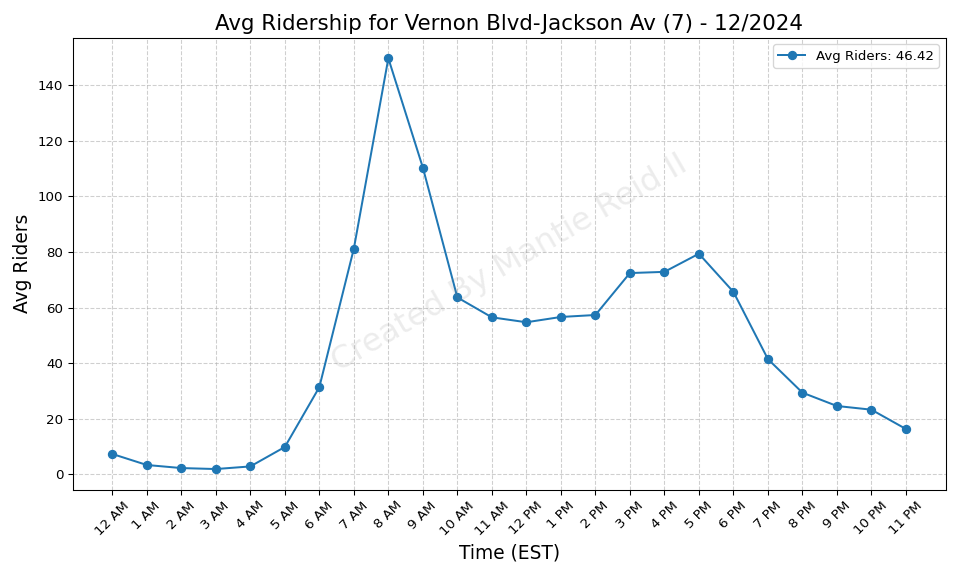 Avg Ridership for Vernon Blvd-Jackson Av (7) - 12/2024
Avg Riders: 46.42
Avg Riders
140
120
100
80
60
40
20
0
Created By Mantie Reid II
12 AM
1 AM
2 AM
3 AM
4 AM
5 AM
6 AM
7 AM
8 AM
9 AM
10 AM
11 AM
12 PM
1 PM
2 PM
3 PM
4 PM
5 PM
6 PM
7 PM
8 PM
9 PM
10 PM
11 PM
Time (EST)